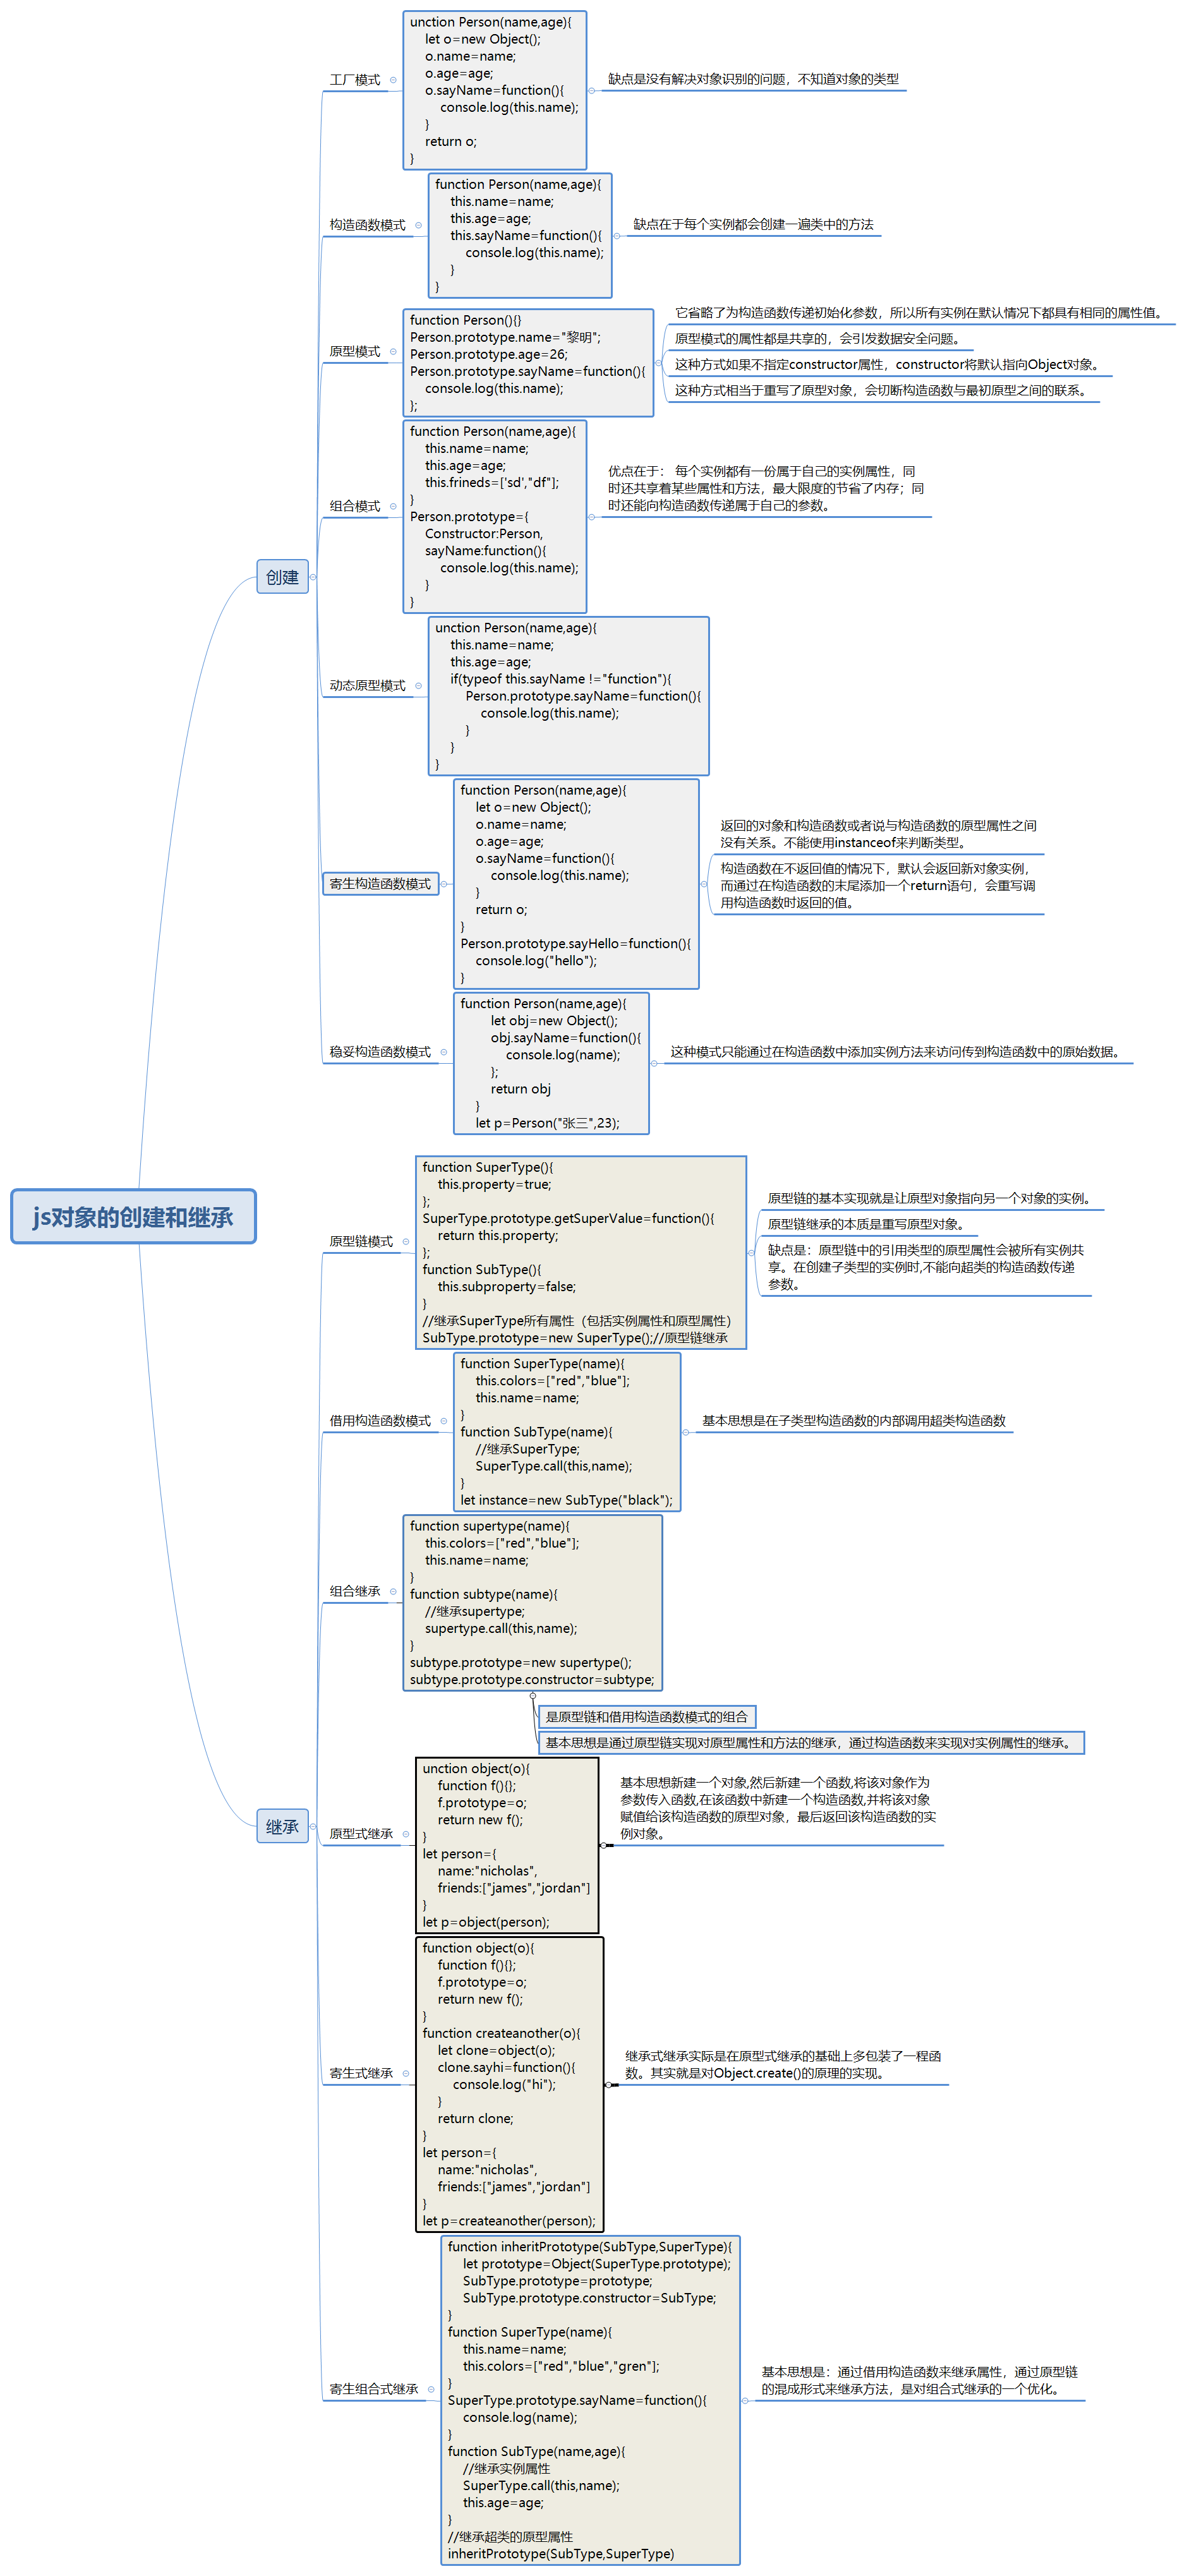 js对象的创建和继承
创建
工厂模式
unction Person(name,age){
let o=new Object();
o.name=name;
o.age=age;
o.sayName=function(){
console.log(this.name);
}
return o;
}
缺点是没有解决对象识别的问题，不知道对象的类型
构造函数模式
function Person(name,age){
this.name=name;
this.age=age;
this.sayName=function(){
console.log(this.name);
}
}
缺点在于每个实例都会创建一遍类中的方法
原型模式
function Person(){}
Person.prototype.name="黎明";
Person.prototype.age=26;
Person.prototype.sayName=function(){
console.log(this.name);
};
它省略了为构造函数传递初始化参数，所以所有实例在默认情况下都具有相同的属性值。
原型模式的属性都是共享的，会引发数据安全问题。
这种方式如果不指定constructor属性，constructor将默认指向Object对象。
这种方式相当于重写了原型对象，会切断构造函数与最初原型之间的联系。
组合模式
function Person(name,age){
this.name=name;
this.age=age;
this.frineds=['sd',"df"];
}
Person.prototype={
Constructor:Person,
sayName:function(){
console.log(this.name);
}
}
优点在于： 每个实例都有一份属于自己的实例属性，同
时还共享着某些属性和方法，最大限度的节省了内存；同
时还能向构造函数传递属于自己的参数。
动态原型模式
unction Person(name,age){
this.name=name;
this.age=age;
if(typeof this.sayName !="function"){
Person.prototype.sayName=function(){
console.log(this.name);
}
}
}
寄生构造函数模式
function Person(name,age){
let o=new Object();
o.name=name;
o.age=age;
o.sayName=function(){
console.log(this.name);
}
return o;
}
Person.prototype.sayHello=function(){
console.log("hello");
}
返回的对象和构造函数或者说与构造函数的原型属性之间
没有关系。不能使用instanceof来判断类型。
构造函数在不返回值的情况下，默认会返回新对象实例，
而通过在构造函数的末尾添加一个return语句，会重写调
用构造函数时返回的值。
稳妥构造函数模式
function Person(name,age){
let obj=new Object();
obj.sayName=function(){
console.log(name);
};
return obj
}
let p=Person("张三",23);
这种模式只能通过在构造函数中添加实例方法来访问传到构造函数中的原始数据。
继承
原型链模式
function SuperType(){
this.property=true;
};
SuperType.prototype.getSuperValue=function(){
return this.property;
};
function SubType(){
this.subproperty=false;
}
//继承SuperType所有属性（包括实例属性和原型属性）
SubType.prototype=new SuperType();//原型链继承
原型链的基本实现就是让原型对象指向另一个对象的实例。
原型链继承的本质是重写原型对象。
缺点是：原型链中的引用类型的原型属性会被所有实例共
享。在创建子类型的实例时,不能向超类的构造函数传递
参数。
借用构造函数模式
function SuperType(name){
this.colors=["red","blue"];
this.name=name;
}
function SubType(name){
//继承SuperType;
SuperType.call(this,name);
}
let instance=new SubType("black");
基本思想是在子类型构造函数的内部调用超类构造函数
组合继承
function supertype(name){
this.colors=["red","blue"];
this.name=name;
}
function subtype(name){
//继承supertype;
supertype.call(this,name);
}
subtype.prototype=new supertype();
subtype.prototype.constructor=subtype;
是原型链和借用构造函数模式的组合
基本思想是通过原型链实现对原型属性和方法的继承，通过构造函数来实现对实例属性的继承。
原型式继承
unction object(o){
function f(){};
f.prototype=o;
return new f();
}
let person={
name:"nicholas",
friends:["james","jordan"]
}
let p=object(person);
基本思想新建一个对象,然后新建一个函数,将该对象作为
参数传入函数,在该函数中新建一个构造函数,并将该对象
赋值给该构造函数的原型对象，最后返回该构造函数的实
例对象。
寄生式继承
function object(o){
function f(){};
f.prototype=o;
return new f();
}
function createanother(o){
let clone=object(o);
clone.sayhi=function(){
console.log("hi");
}
return clone;
}
let person={
name:"nicholas",
friends:["james","jordan"]
}
let p=createanother(person);
继承式继承实际是在原型式继承的基础上多包装了一程函
数。其实就是对Object.create()的原理的实现。
寄生组合式继承
function inheritPrototype(SubType,SuperType){
let prototype=Object(SuperType.prototype);
SubType.prototype=prototype;
SubType.prototype.constructor=SubType;
}
function SuperType(name){
this.name=name;
this.colors=["red","blue","gren"];
}
SuperType.prototype.sayName=function(){
console.log(name);
}
function SubType(name,age){
//继承实例属性
SuperType.call(this,name);
this.age=age;
}
//继承超类的原型属性
inheritPrototype(SubType,SuperType)
基本思想是：通过借用构造函数来继承属性，通过原型链
的混成形式来继承方法，是对组合式继承的一个优化。